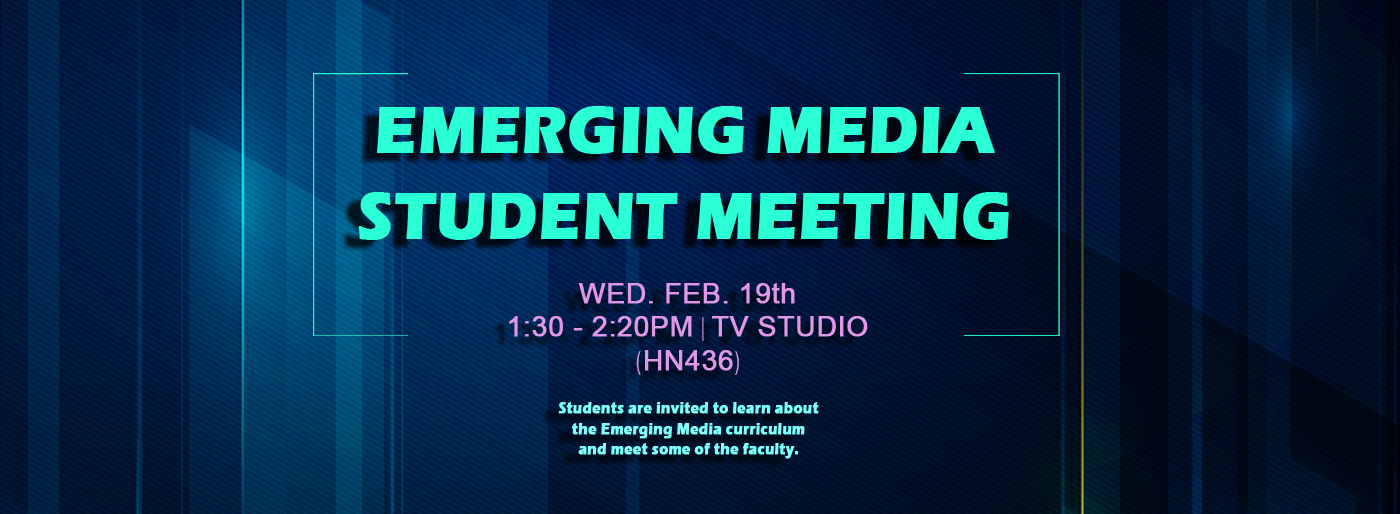 EMERGING MEDIA
STUDENT MEETING
WED. FEB. 19th
1:30 - 2:20PM | TV STUDIO
(HN436)
Students are invited to learn about
the Emerging Media curriculum
and meet some of the faculty.